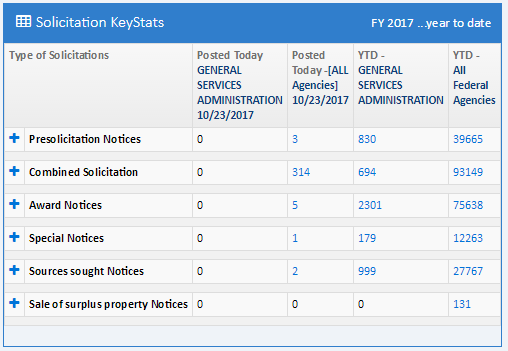 Solicitation KeyStats FY 2017 ...year to date
Type of Solicitations Posted Today GENERAL SERVICES ADMINISTRATION 10/23/2017 Posted Today -[ALL Agencies] 10/23/2017 YTD - GENERAL SERVICES ADMINISTRATION YTD - All Federal Agencies
Presolicitation Notices 0 3 830 39665
Combined Solicitation 0 314 694 93149
Award Notices 0 5 2301 75638
Special Notices 0 1 179 12263
Sources sought Notices 0 2 999 27767
Sale of surplus property Notices 0 0 0 131